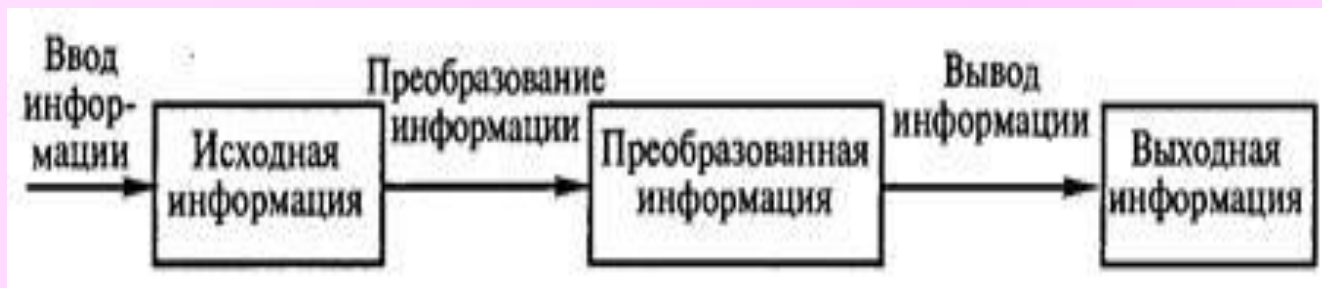 Ввод
инфор-
мации
Исходная
информация
Преобразование
информации
Преобразованная
информация
Вывод
информации
Выходная
информация